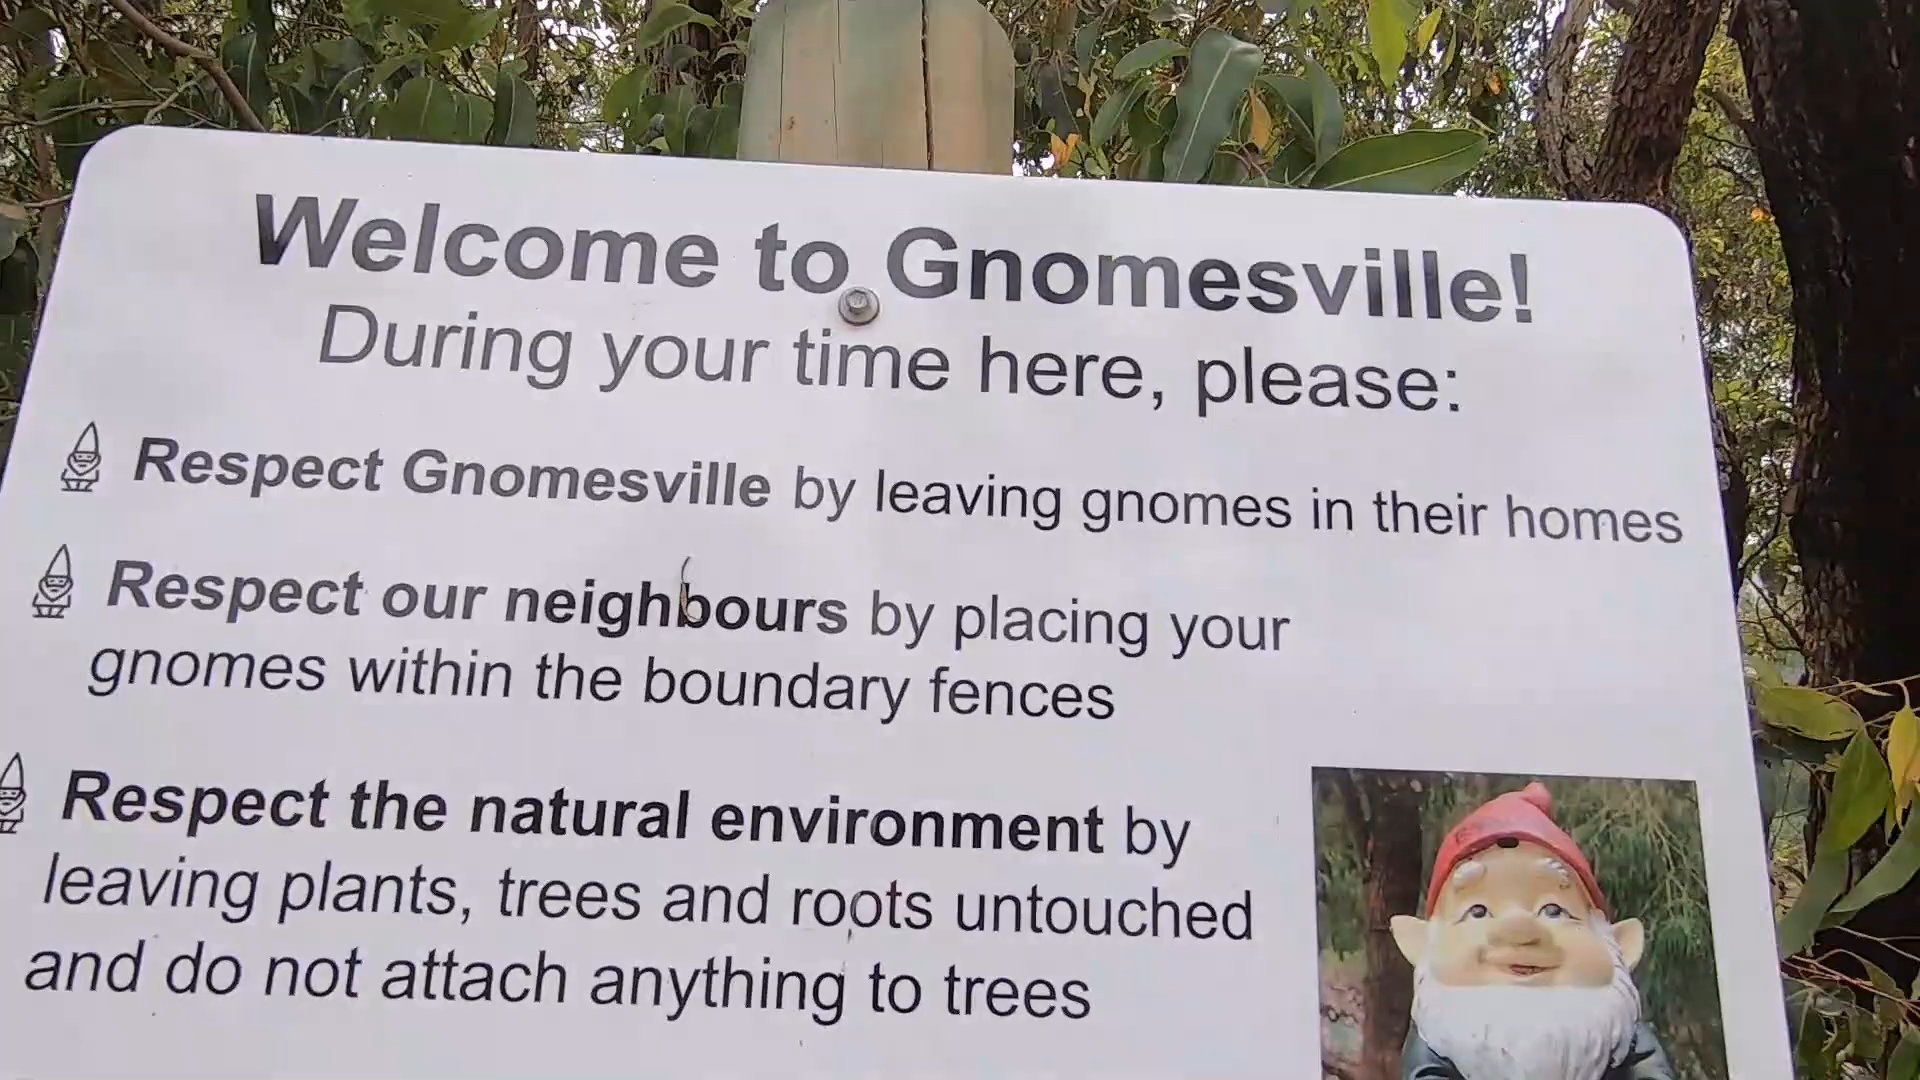 Welcome to Gnomesville!
During your time here, please:
Respect Gnomesville by leaving gnomes in their homes
Respect our neighbours by placing your
gnomes within the boundary fences
Respect the natural environment by
leaving plants, trees and roots untouched
and do not attach anything to trees